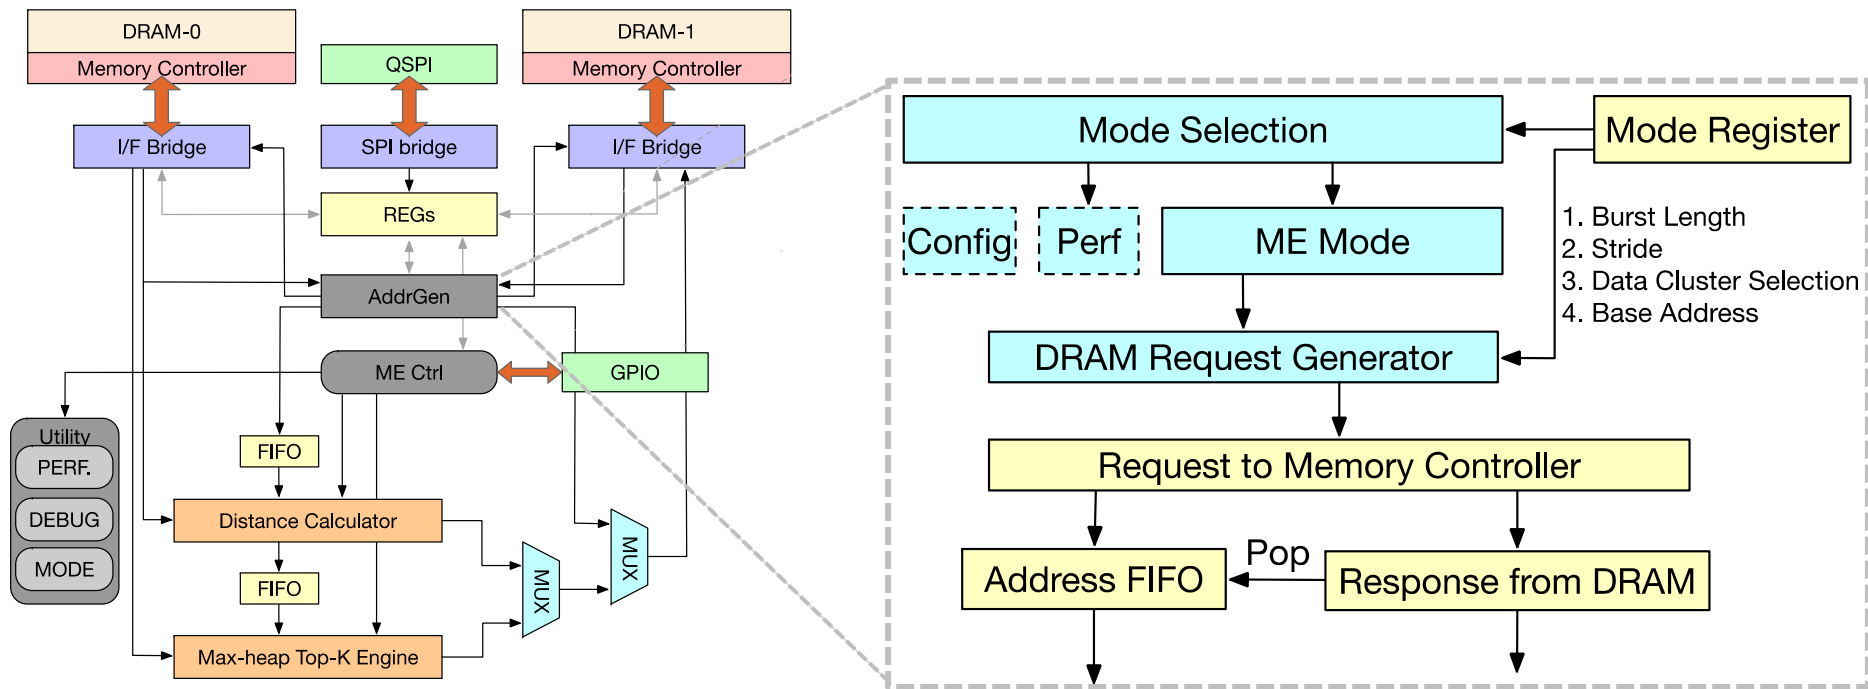 DRAM-0
Memory Controller
QSPI
DRAM-1
Memory Controller
I/F Bridge
SPI bridge
I/F Bridge
REGs
AddrGen
ME Ctrl
GPIO
Utility
PERF.
DEBUG
MODE
FIFO
Distance Calculator
FIFO
Max-heap Top-K Engine
MUX
MUX
Mode Selection
Mode Register
Config
Perf
ME Mode
1. Burst Length
2. Stride
3. Data Cluster Selection
4. Base Address
DRAM Request Generator
Request to Memory Controller
Address FIFO
Pop
Response from DRAM